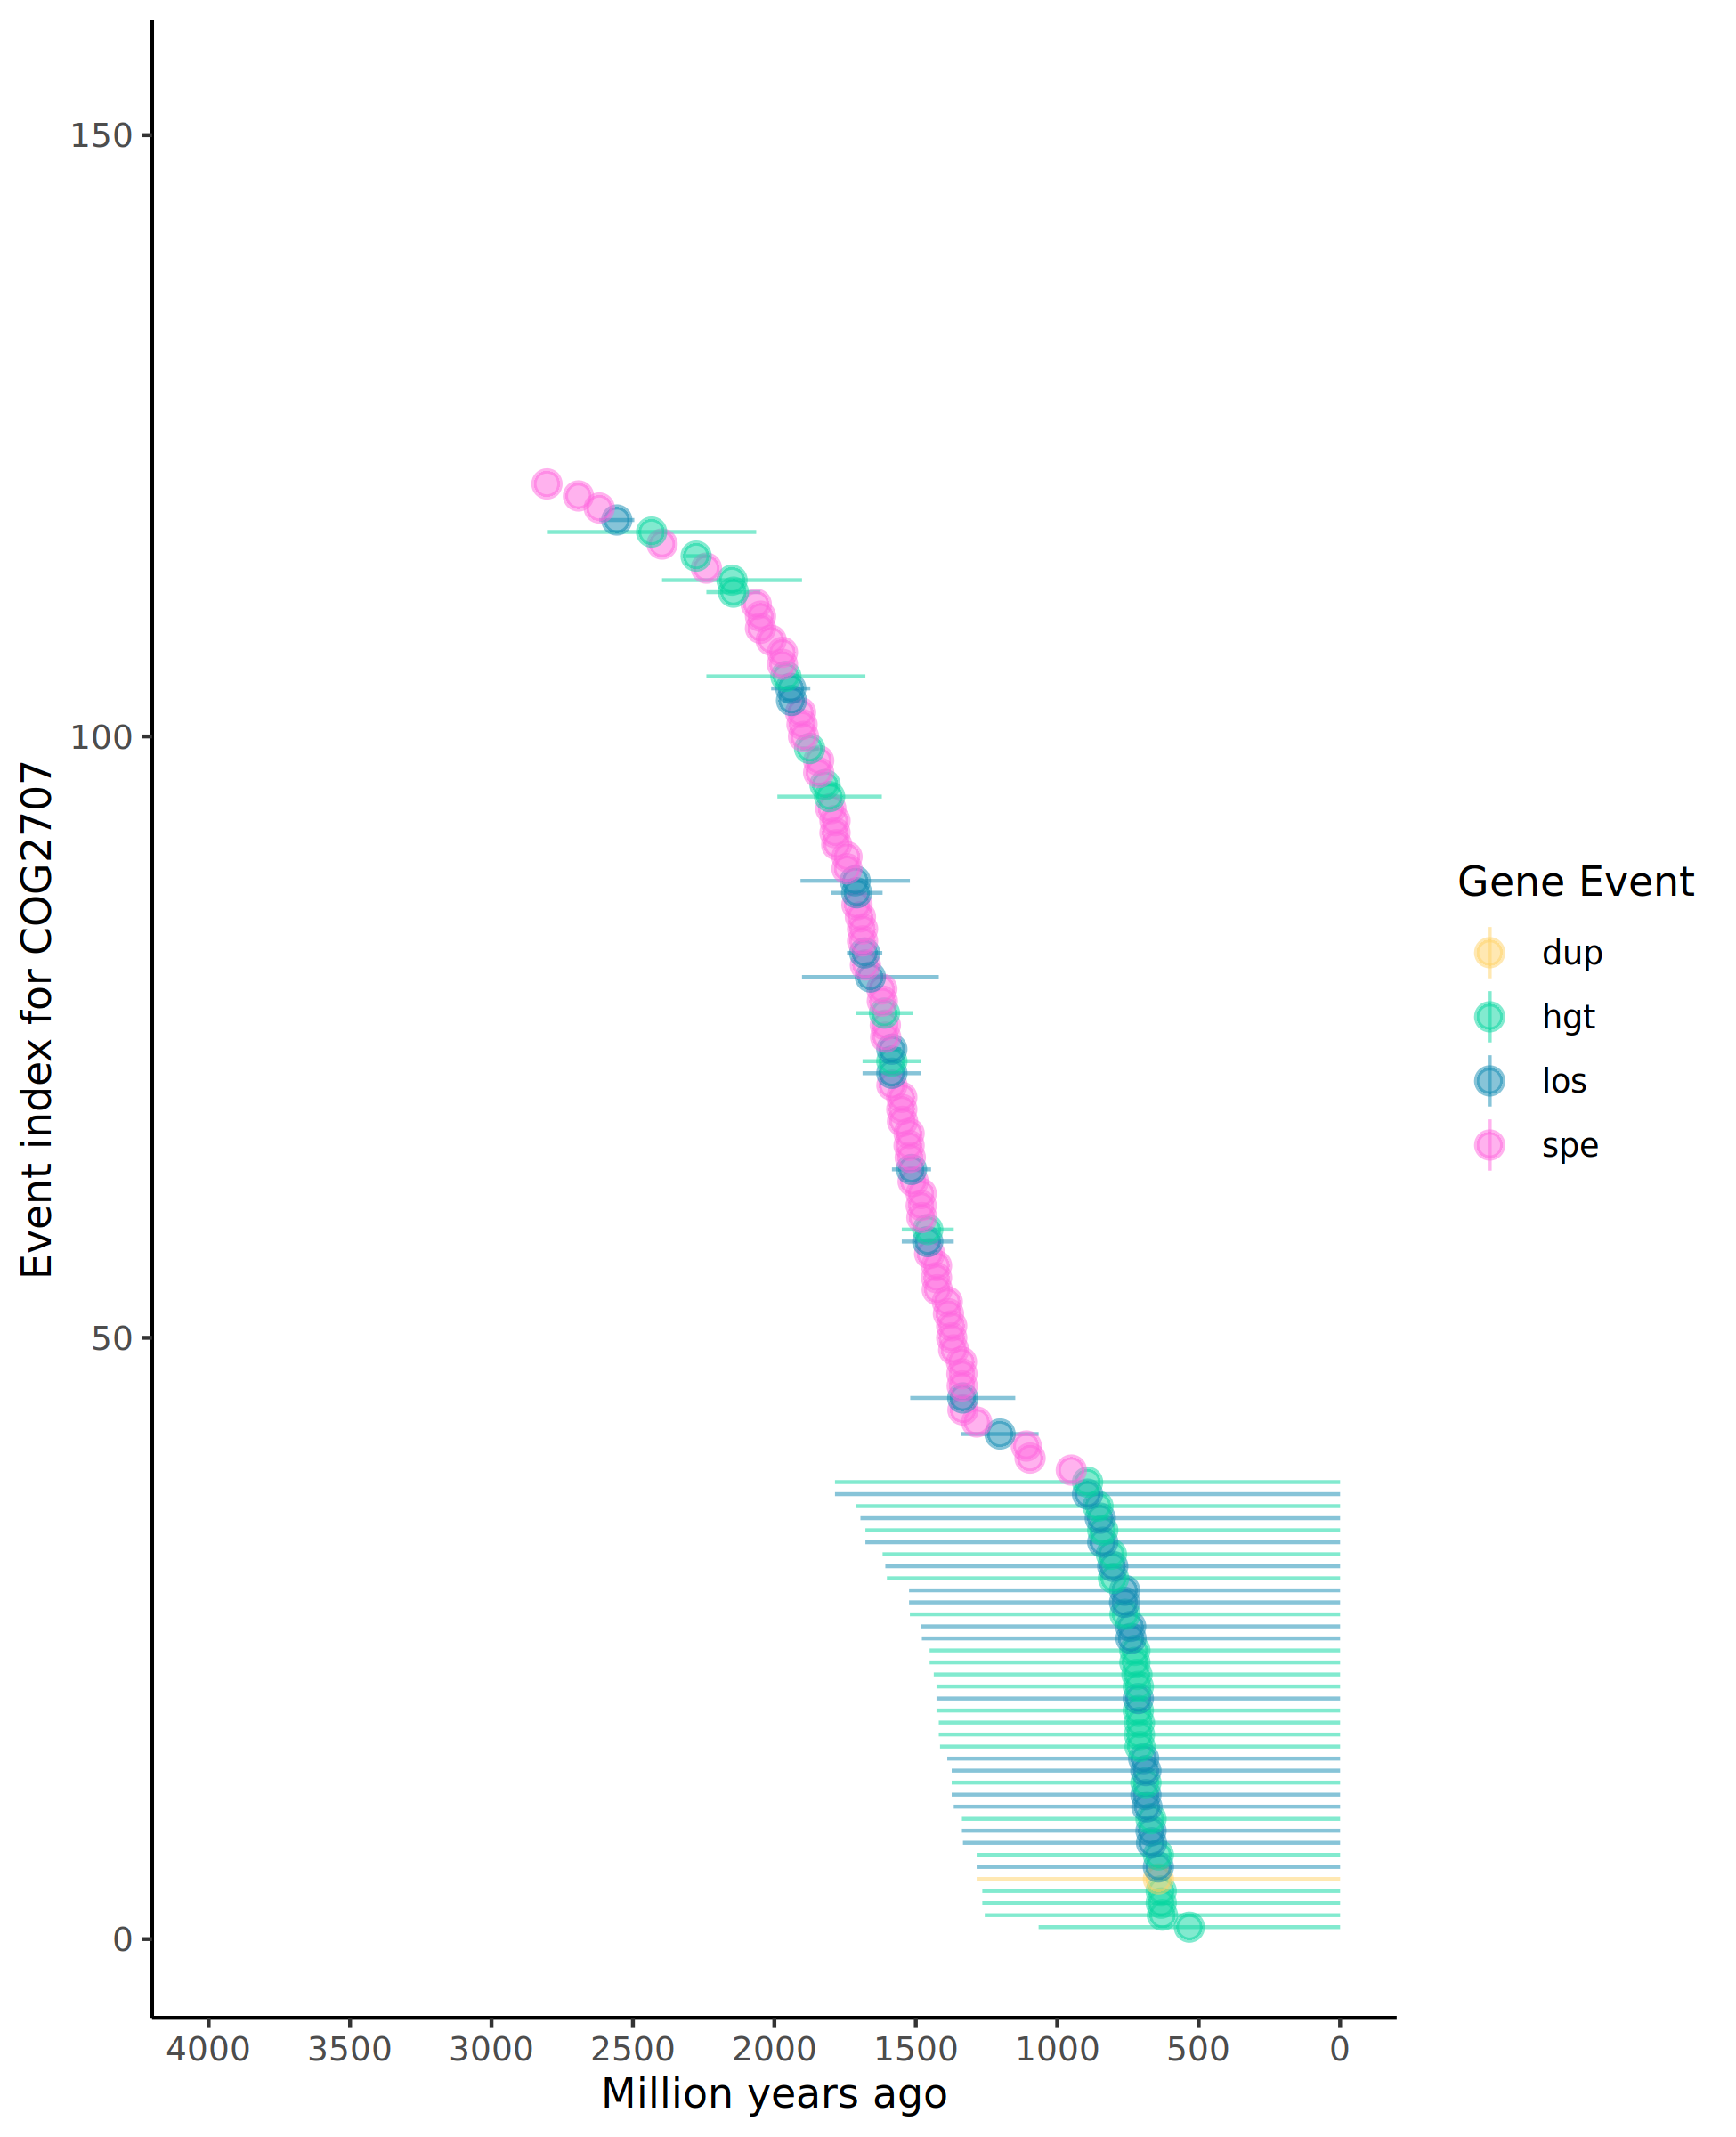 150
100
50
0
Event index for COG2707
4000 3500 3000 2500 2000 1500 1000 500 0
Million years ago
Gene Event
dup
hgt
los
spe